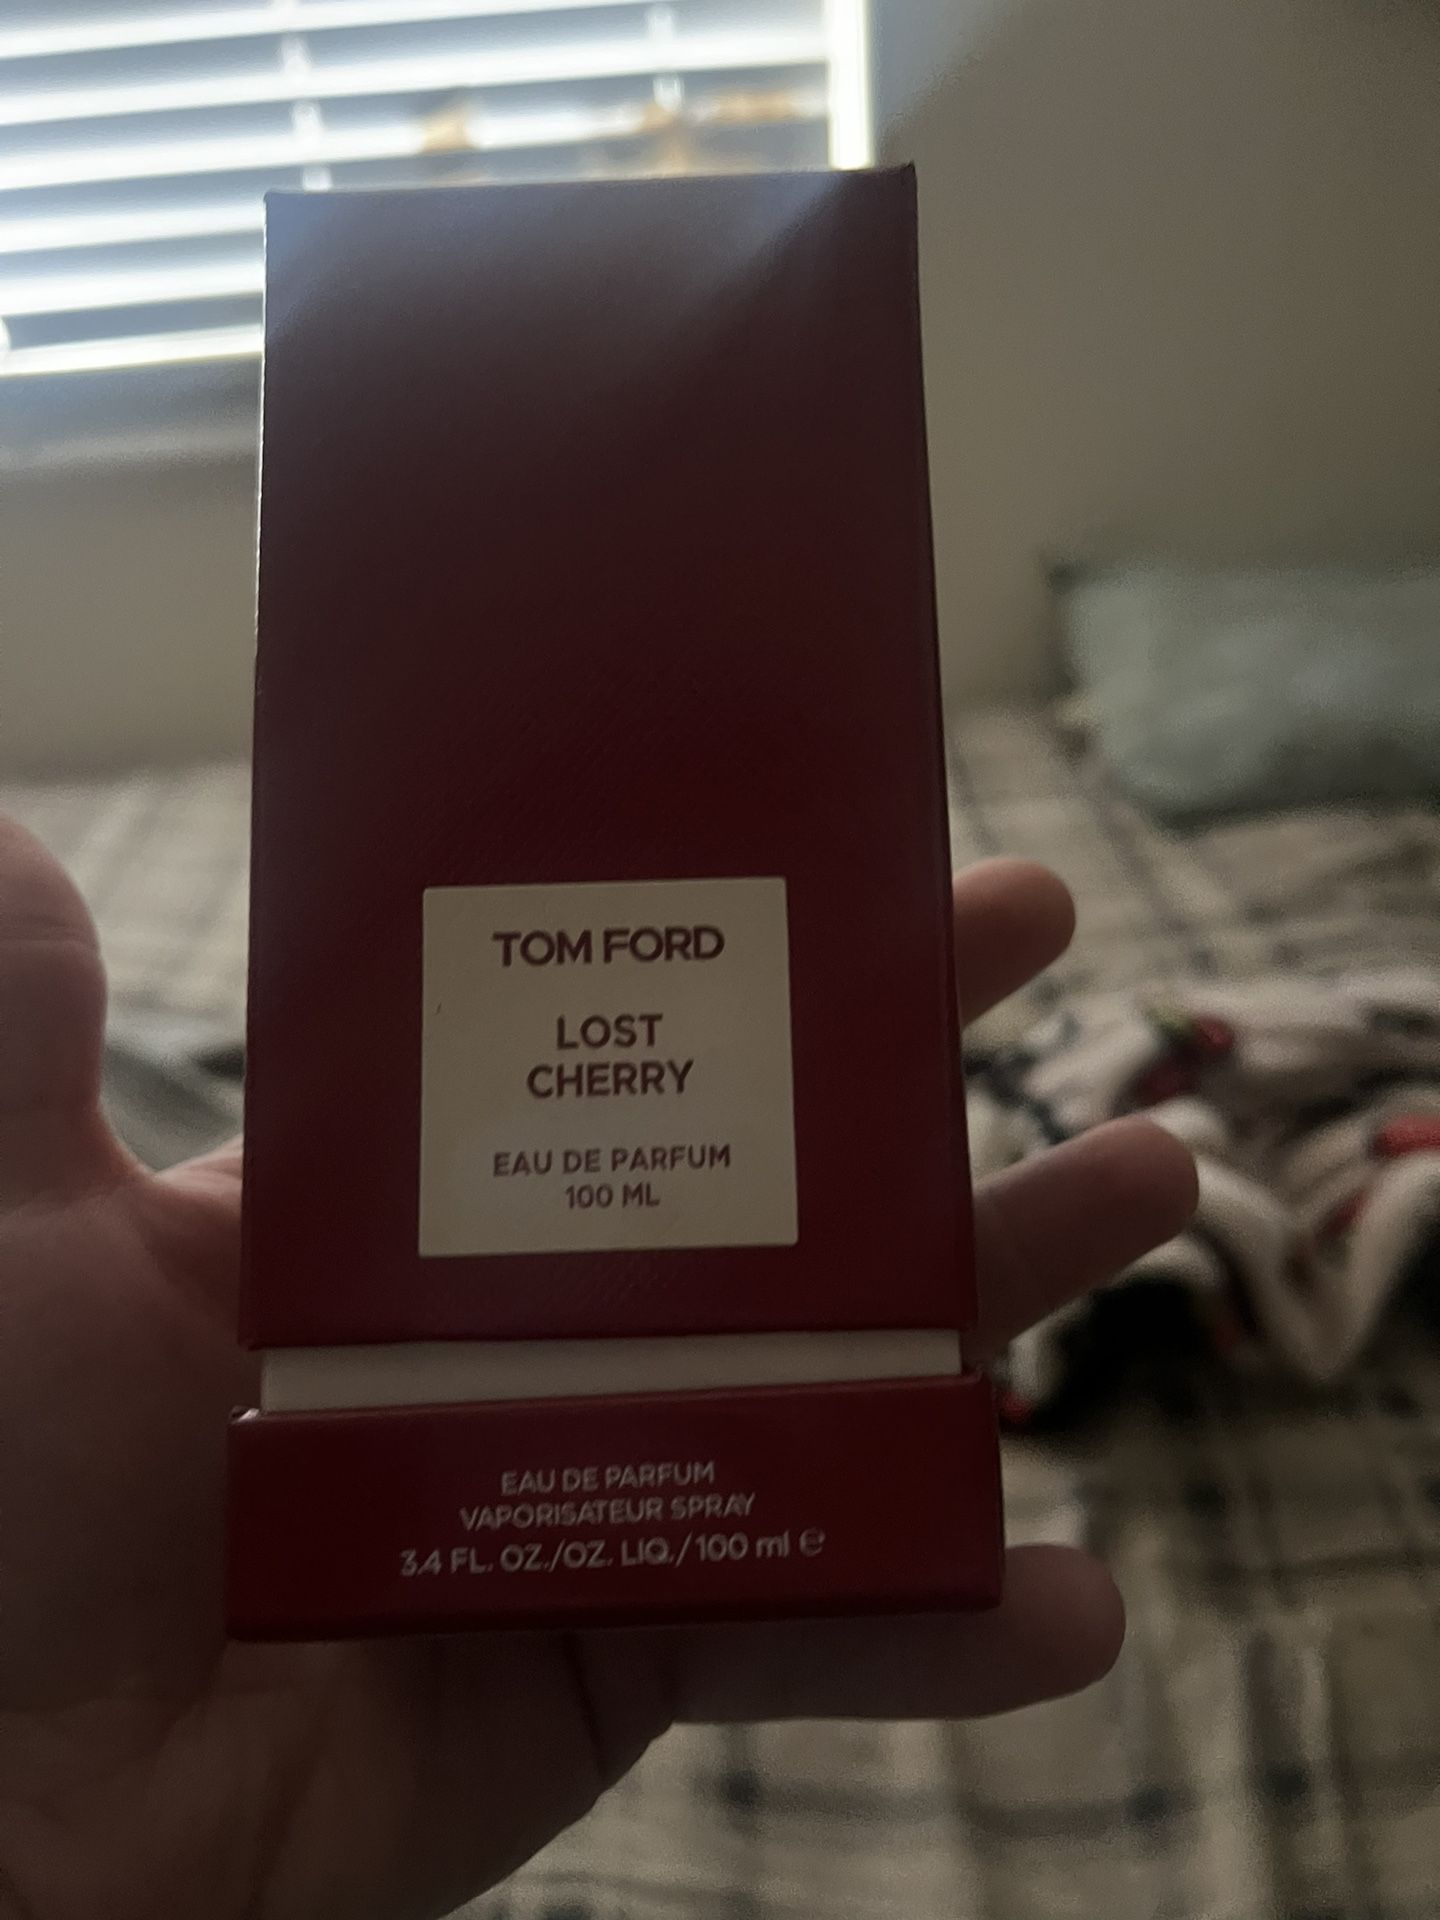 TOM FORD
LOST
CHERRY
EAU DE PARFUM
100 ML
EAU DE PARFUM
VAPORISATEUR SPRAY
3.4 FL. OZ./OZ. LIQ./100 ml ℮